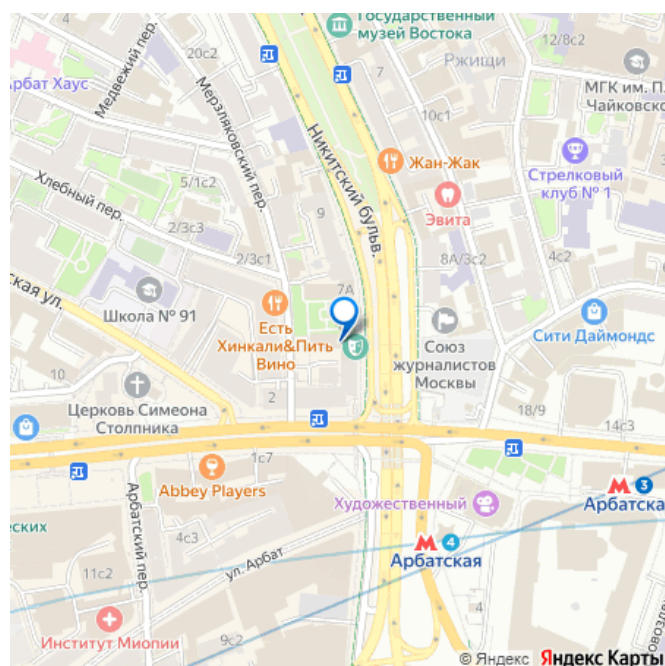 Государственный
музей Востока
20с2
12/8с2
Ржищи
МГК им. П.
Чайковско
Арбат Хаус
Медвежий пер.
Мерзляковский пер.
7
10с1
Никитский бульв.
Жан-Жак
Стрелковый
клуб № 1
Хлебный пер.
5/1с2
9
Эвита
2/3с3
2/3с1
8А/3с2
4с2
ская ул.
7А
Школа № 91
Есть
Хинкали&Пить
Вино
Союз
журналистов
Москвы
Сити Даймондс
Церковь Симеона
Столпника
2
18/9
14с3
1с7
Abbey Players
Художественный
3
Арбатска
Арбатский пер.
4с3
ул. Арбат
4
Арбатская
еских
11с2
Институт Миопии
9с2
4
овоздв
© Яндекс Яндекс Карты